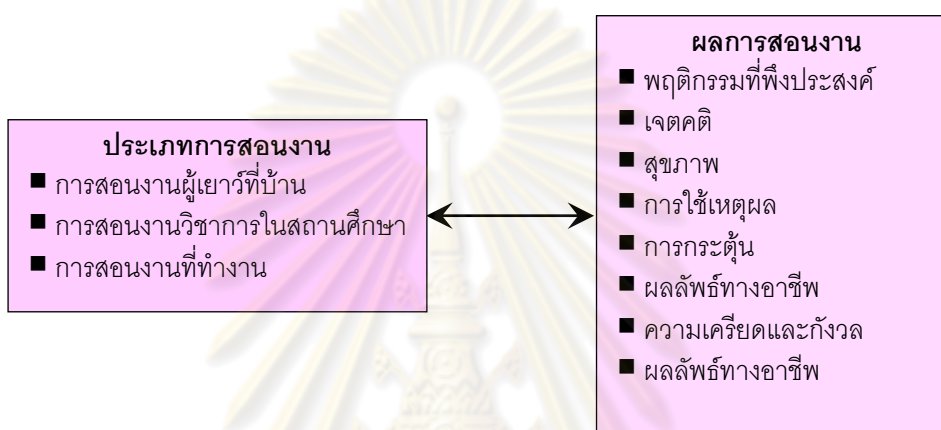 ประเภทการสอนงาน
■ การสอนงานผู้เยาว์ที่บ้าน
■ การสอนงานวิชาการในสถานศึกษา
■ การสอนงานที่ทำงาน
ผลการสอนงาน
■ พฤติกรรมที่พึงประสงค์
■ เจตคติ
■ สุขภาพ
■ การใช้เหตุผล
■ การกระตุ้น
■ ผลลัพธ์ทางอาชีพ
■ ความเครียดและกังวล
■ ผลลัพธ์ทางอาชีพ